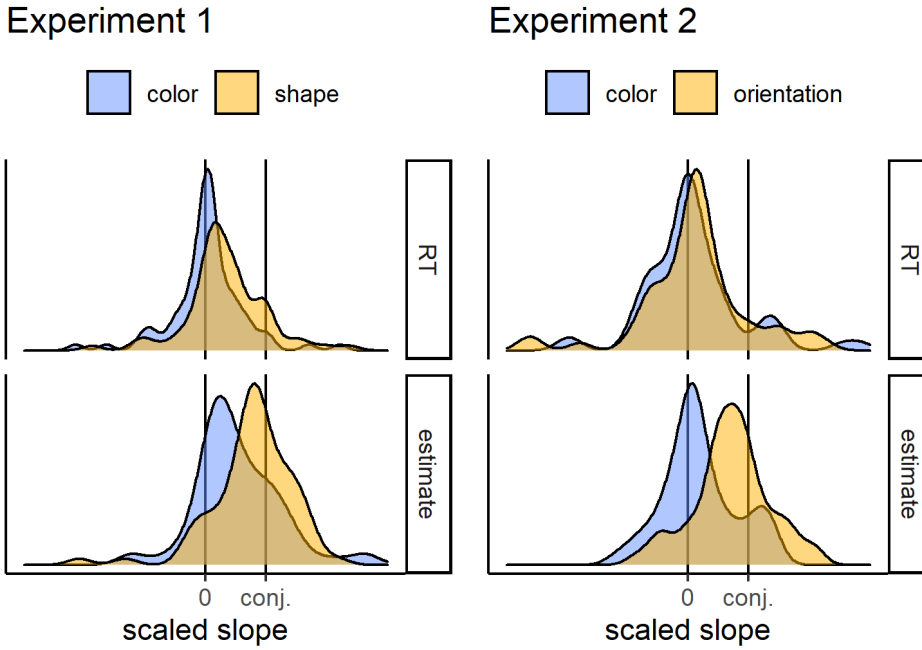 Experiment 1
color shape
RT
estimate
0 conj.
scaled slope
Experiment 2
color orientation
RT
estimate
0 conj.
scaled slope